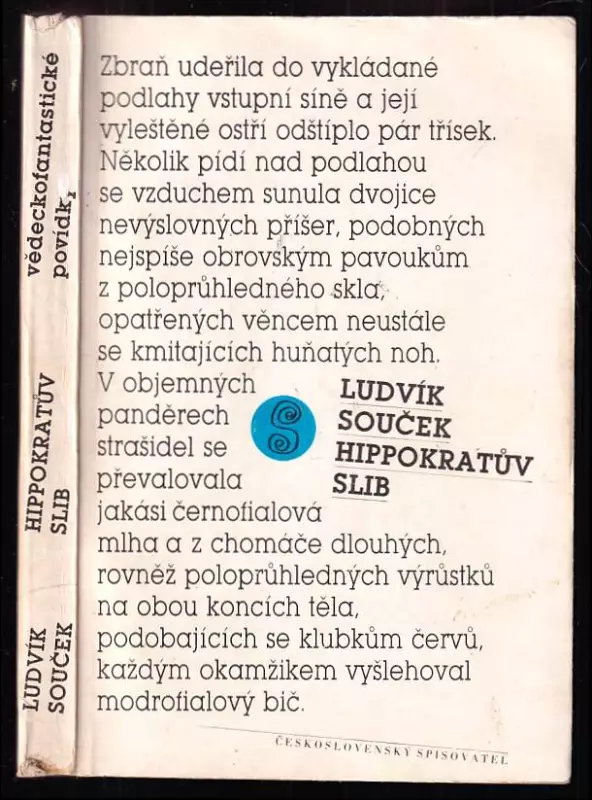 vědeckofantastické
povídky
HIPPOKRATŮV
SLIB
LUDVÍK
SOUČEK
Zbraň udeřila do vykládané
podlahy vstupní síně a její
vyleštěné ostří odštíplo pár třísek.
Několik pídí nad podlahou
se vzduchem sunula dvojice
nevýslovných příšer, podobných
nejspíše obrovským pavoukům
z poloprůhledného skla,
opatřených věncem neustále
se kmitajících huňatých noh.
V objemných
panděrech
strašidel se
převalovala
jakási černofialová
mlha a z chomáče dlouhých,
rovněž poloprůhledných výrůstků
na obou koncích těla,
podobajících se klubkům červů,
každým okamžikem vyšlehoval
modrofialový bič.
LUDVÍK
SOUČEK
HIPPOKRATŮV
SLIB
ČESKOSLOVENSKÝ SPISOVATEL